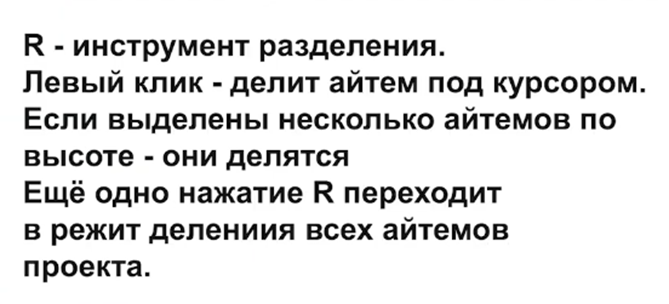 R - инструмент разделения.
Левый клик - делит айтем под курсором.
Если выделены несколько айтемов по
высоте - они делятся
Ещё одно нажатие R переходит
в режит делениия всех айтемов
проекта.